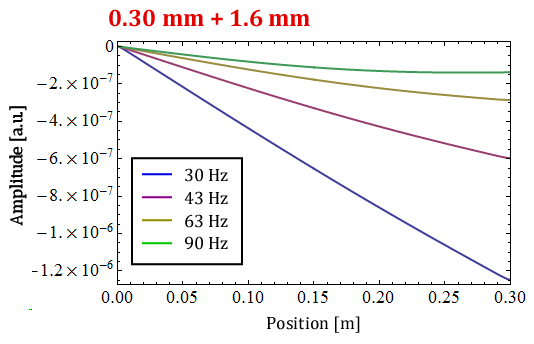 0.30 mm + 1.6 mm
0
−2.×10⁻⁷
−4.×10⁻⁷
−6.×10⁻⁷
−8.×10⁻⁷
−1.×10⁻⁶
-1.2×10⁻⁶
Amplitude [a.u.]
30 Hz
43 Hz
63 Hz
90 Hz
0.00 0.05 0.10 0.15 0.20 0.25 0.30
Position [m]